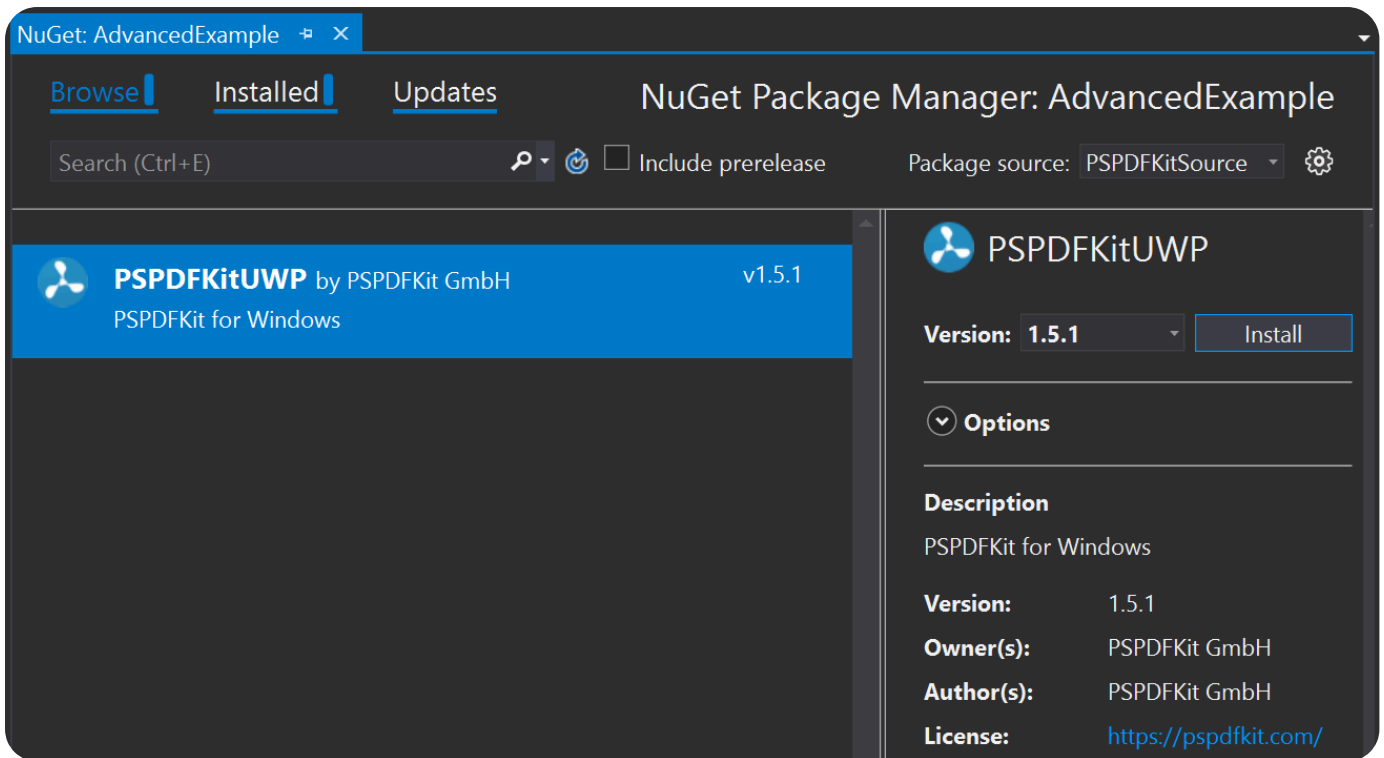 NuGet: AdvancedExample
Browse Installed Updates NuGet Package Manager: AdvancedExample
Search (Ctrl+E) Include prerelease Package source: PSPDFKitSource
PSPDFKitUWP by PSPDFKit GmbH v1.5.1
PSPDFKit for Windows
PSPDFKitUWP
Version: 1.5.1 Install
Options
Description
PSPDFKit for Windows
Version: 1.5.1
Owner(s): PSPDFKit GmbH
Author(s): PSPDFKit GmbH
License: https://pspdfkit.com/